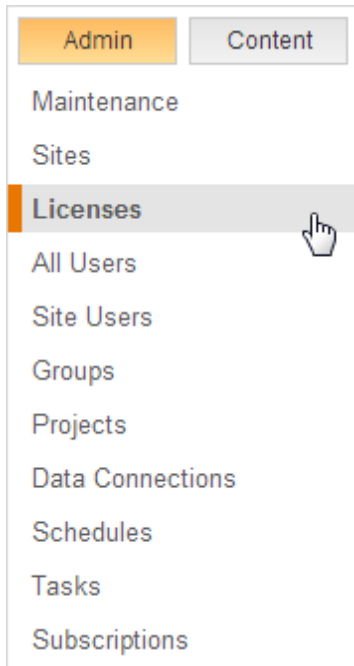 Admin Content
Maintenance
Sites
Licenses
All Users
Site Users
Groups
Projects
Data Connections
Schedules
Tasks
Subscriptions